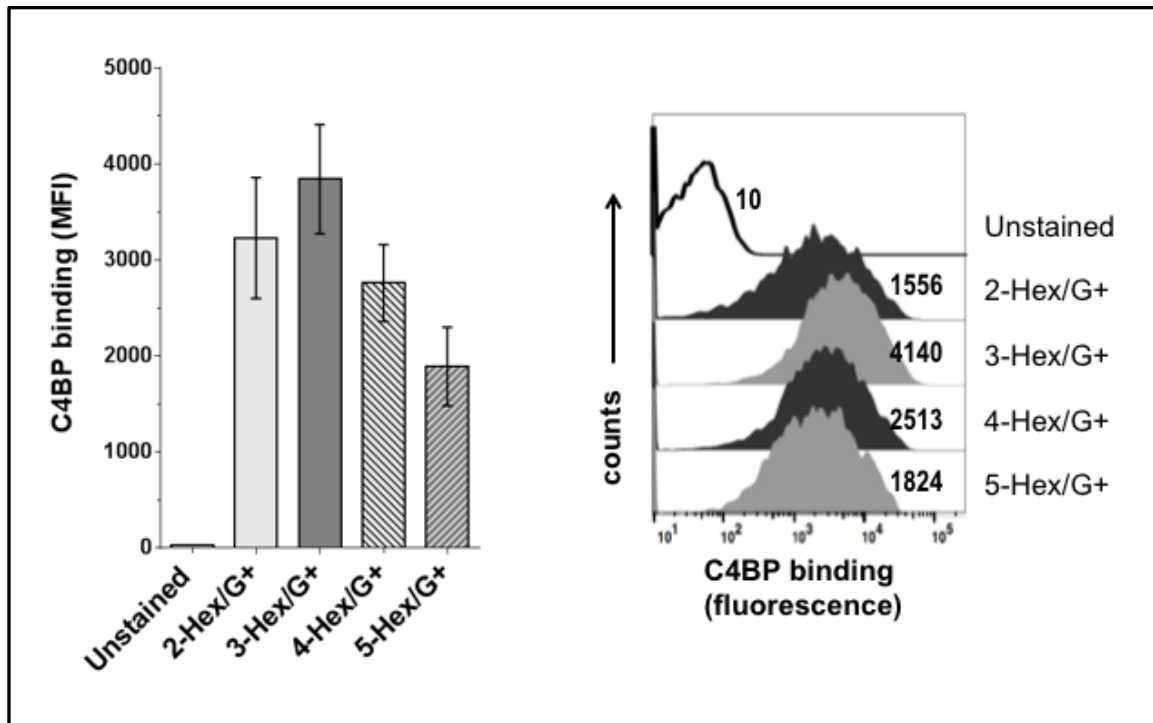 5000
4000
3000
2000
1000
0
C4BP binding (MFI)
Unstained
2-Hex/G+
3-Hex/G+
4-Hex/G+
5-Hex/G+
counts
10
Unstained
1556
2-Hex/G+
4140
3-Hex/G+
2513
4-Hex/G+
1824
5-Hex/G+
10¹ 10² 10³ 10⁴ 10⁵
C4BP binding
(fluorescence)